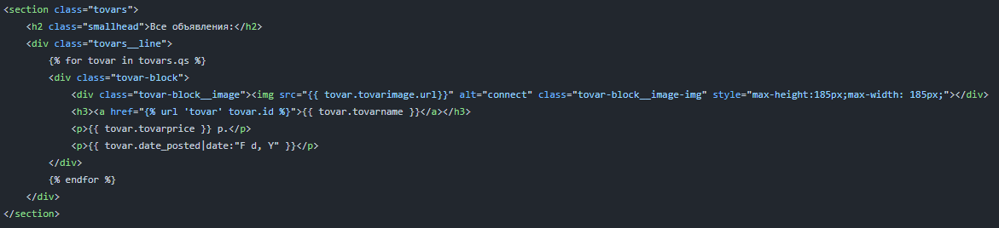 <section class="tovars">
<h2 class="smallhead">Все объявления:</h2>
<div class="tovars__line">
{% for tovar in tovars.qs %}
<div class="tovar-block">
<div class="tovar-block__image"><img src="{{ tovar.tovarimage.url}}" alt="connect" class="tovar-block__image-img" style="max-height:185px;max-width: 185px;"></div>
<h3><a href="{% url 'tovar' tovar.id %}">{{ tovar.tovarname }}</a></h3>
<p>{{ tovar.tovarprice }} р.</p>
<p>{{ tovar.date_posted|date:"F d, Y" }}</p>
</div>
{% endfor %}
</div>
</section>